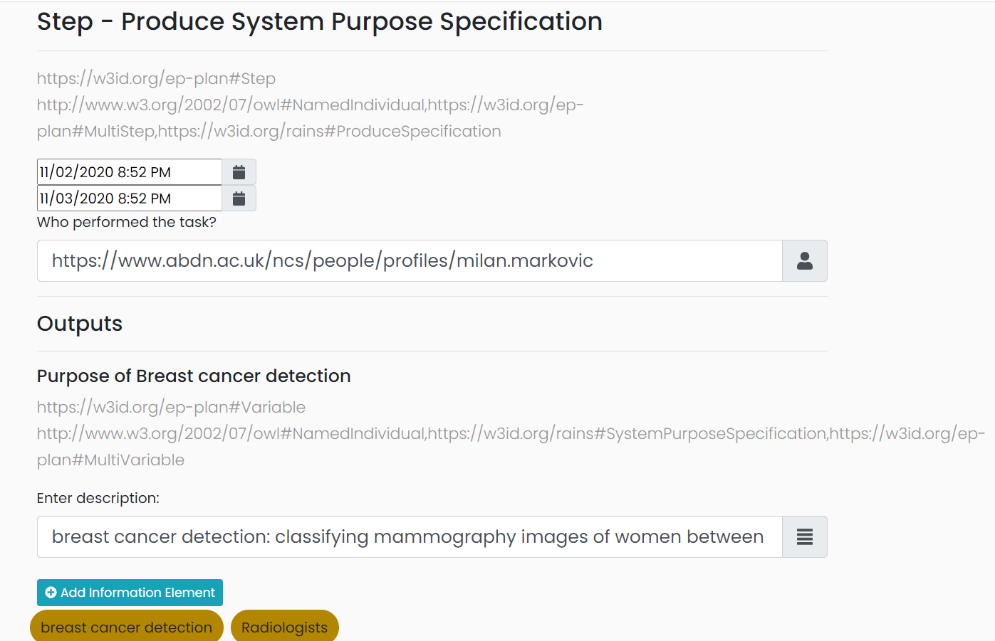 Step - Produce System Purpose Specification
https://w3id.org/ep-plan#Step
http://www.w3.org/2002/07/owl#NamedIndividual,https://w3id.org/ep-
plan#MultiStep,https://w3id.org/rains#ProduceSpecification
11/02/2020 8:52 PM
11/03/2020 8:52 PM
Who performed the task?
https://www.abdn.ac.uk/ncs/people/profiles/milan.markovic
Outputs
Purpose of Breast cancer detection
https://w3id.org/ep-plan#Variable
http://www.w3.org/2002/07/owl#NamedIndividual,https://w3id.org/rains#SystemPurposeSpecification,https://w3id.org/ep-
plan#MultiVariable
Enter description:
breast cancer detection: classifying mammography images of women between
Add Information Element
breast cancer detection Radiologists